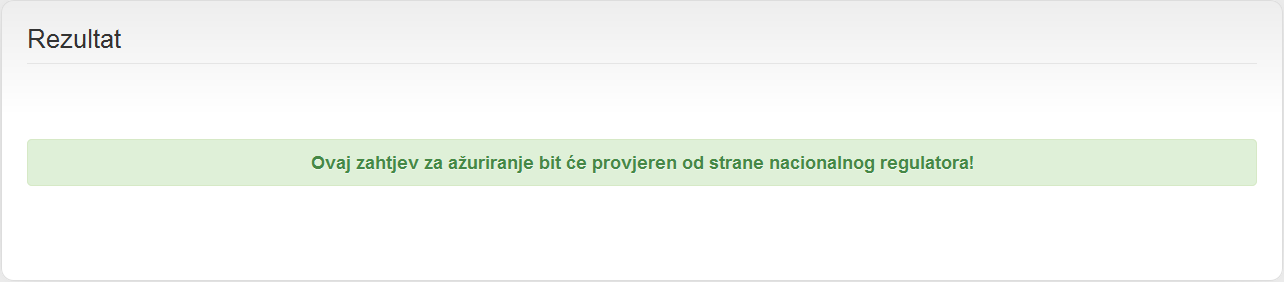 Rezultat
Ovaj zahtjev za ažuriranje bit će provjeren od strane nacionalnog regulatora!